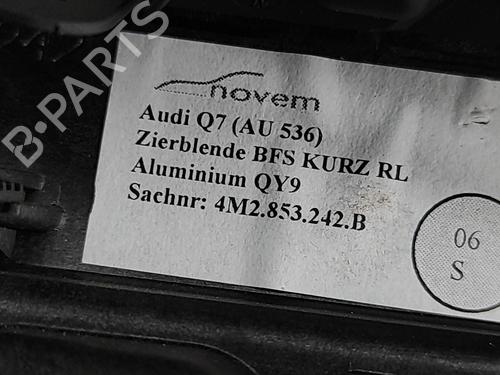 novem
Audi Q7 (AU 536)
Zierblende BFS KURZ RL
Aluminium QY9
Sachnr: 4M2.853.242.B
06
S
B-PARTS